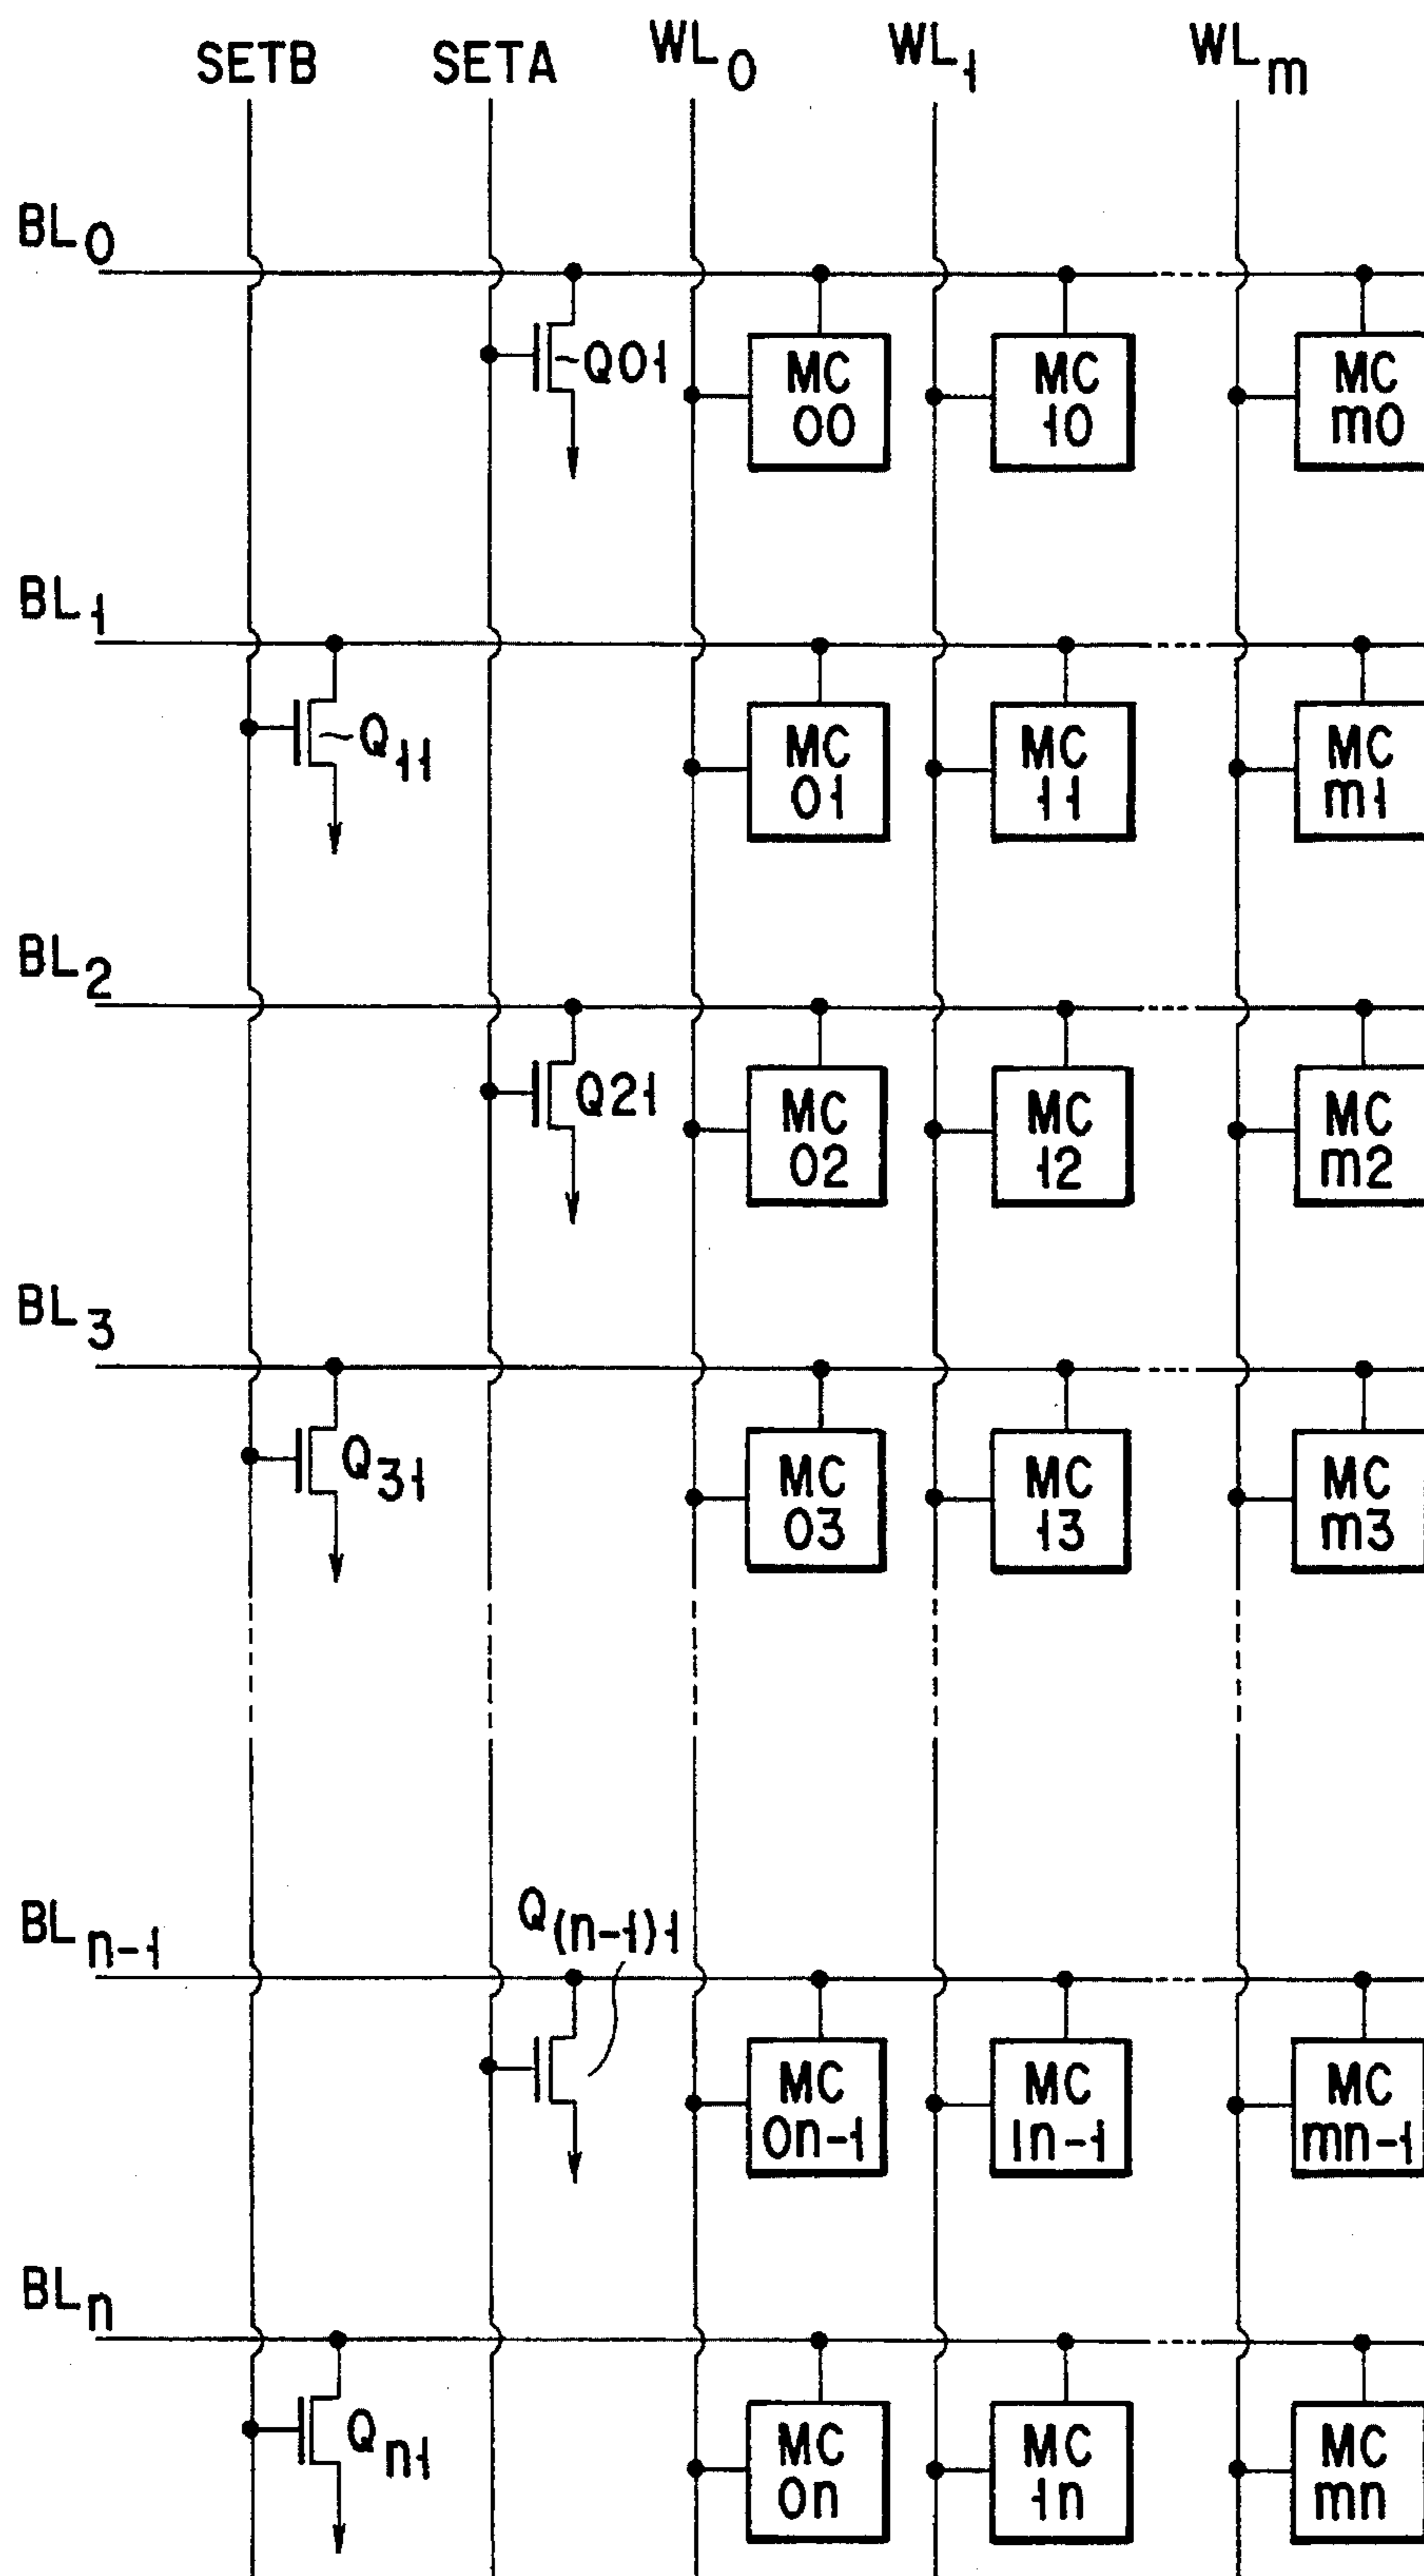 SETB SETA WL0 WL1 WLm
BL0
~Q01
MC MC MC
00 10 m0
BL1
~Q11
MC MC MC
01 11 m1
BL2
Q21
MC MC MC
02 12 m2
BL3
Q31
MC MC MC
03 13 m3
BLn-1
Q(n-1)1
MC MC MC
0n-1 1n-1 mn-1
BLn
Qn1
MC MC MC
0n 1n mn